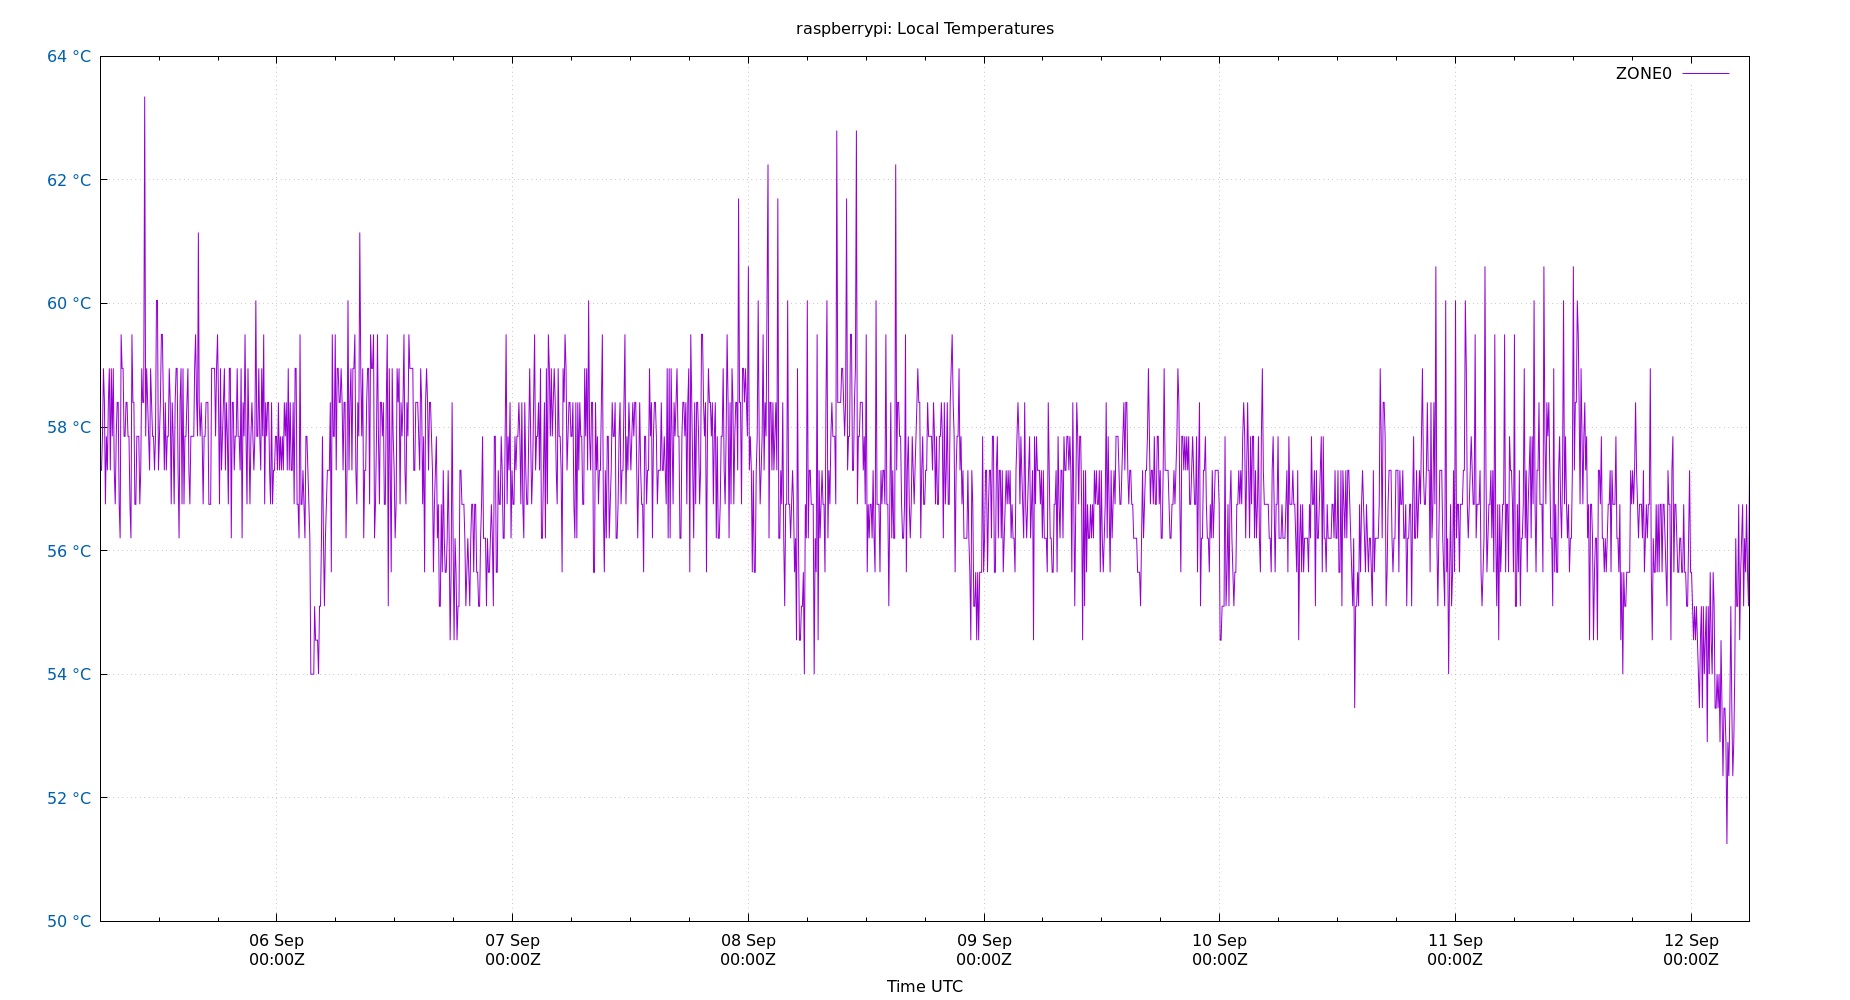 raspberrypi: Local Temperatures
64 °C
ZONE0
62 °C
60 °C
58 °C
56 °C
54 °C
52 °C
50 °C
06 Sep 07 Sep 08 Sep 09 Sep 10 Sep 11 Sep 12 Sep
00:00Z 00:00Z 00:00Z 00:00Z 00:00Z 00:00Z 00:00Z
Time UTC